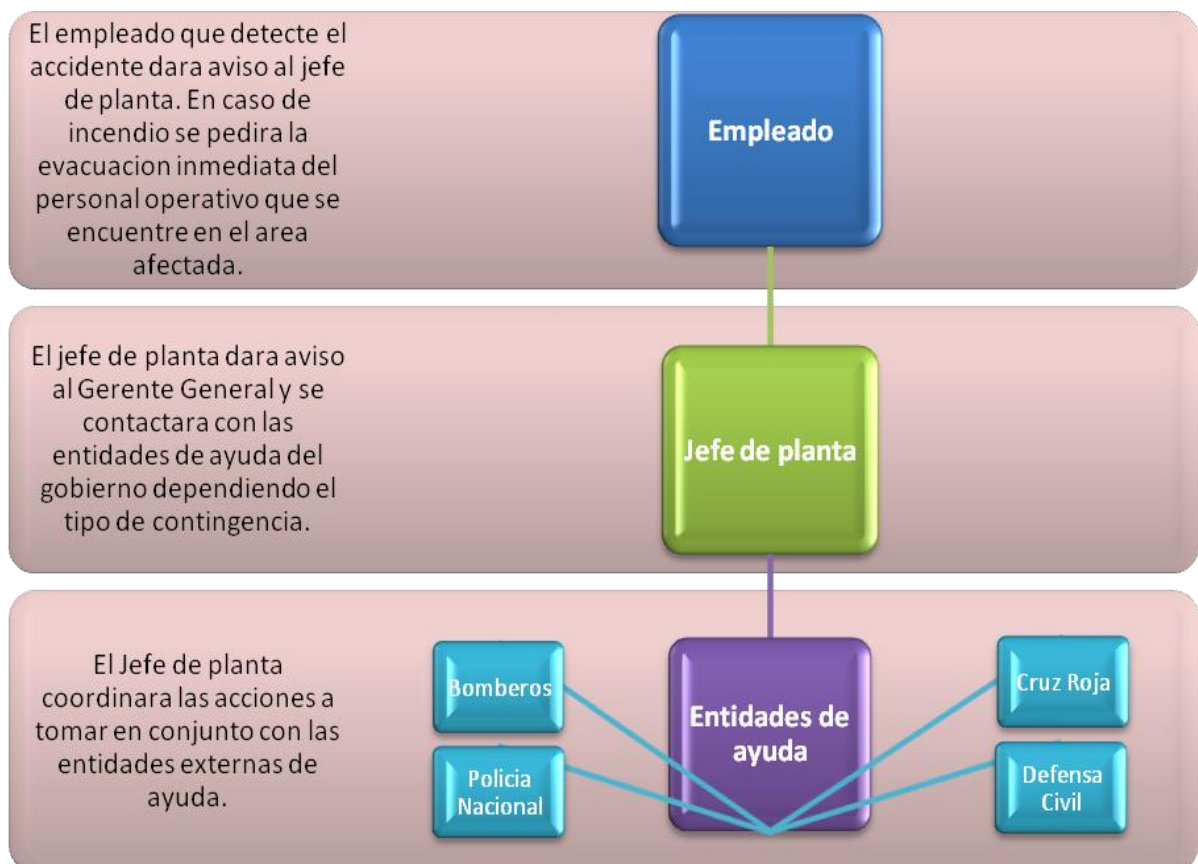 El empleado que detecte el
accidente dara aviso al jefe
de planta. En caso de
incendio se pedira la
evacuacion inmediata del
personal operativo que se
encuentre en el area
afectada.
Empleado
El jefe de planta dara aviso
al Gerente General y se
contactara con las
entidades de ayuda del
gobierno dependiendo el
tipo de contingencia.
Jefe de planta
El Jefe de planta
coordinara las acciones a
tomar en conjunto con las
entidades externas de
ayuda.
Bomberos
Policia
Nacional
Entidades de
ayuda
Cruz Roja
Defensa
Civil